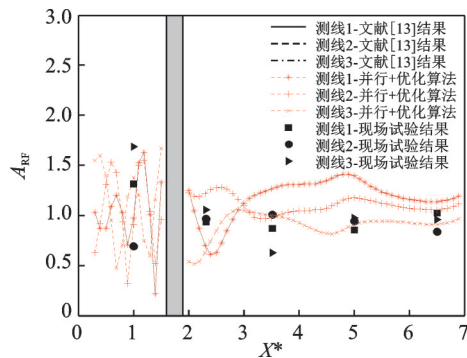 3.0
2.5
2.0
1.5
1.0
0.5
0.0
A_RF
测线1-文献[13]结果
测线2-文献[13]结果
测线3-文献[13]结果
测线1-并行+优化算法
测线2-并行+优化算法
测线3-并行+优化算法
测线1-现场试验结果
测线2-现场试验结果
测线3-现场试验结果
0 1 2 3 4 5 6 7
X*